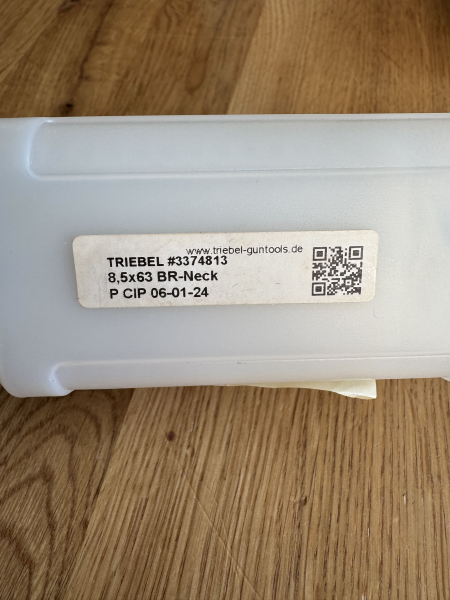 www.triebel-guntools.de
TRIEBEL #3374813
8,5x63 BR-Neck
P CIP 06-01-24